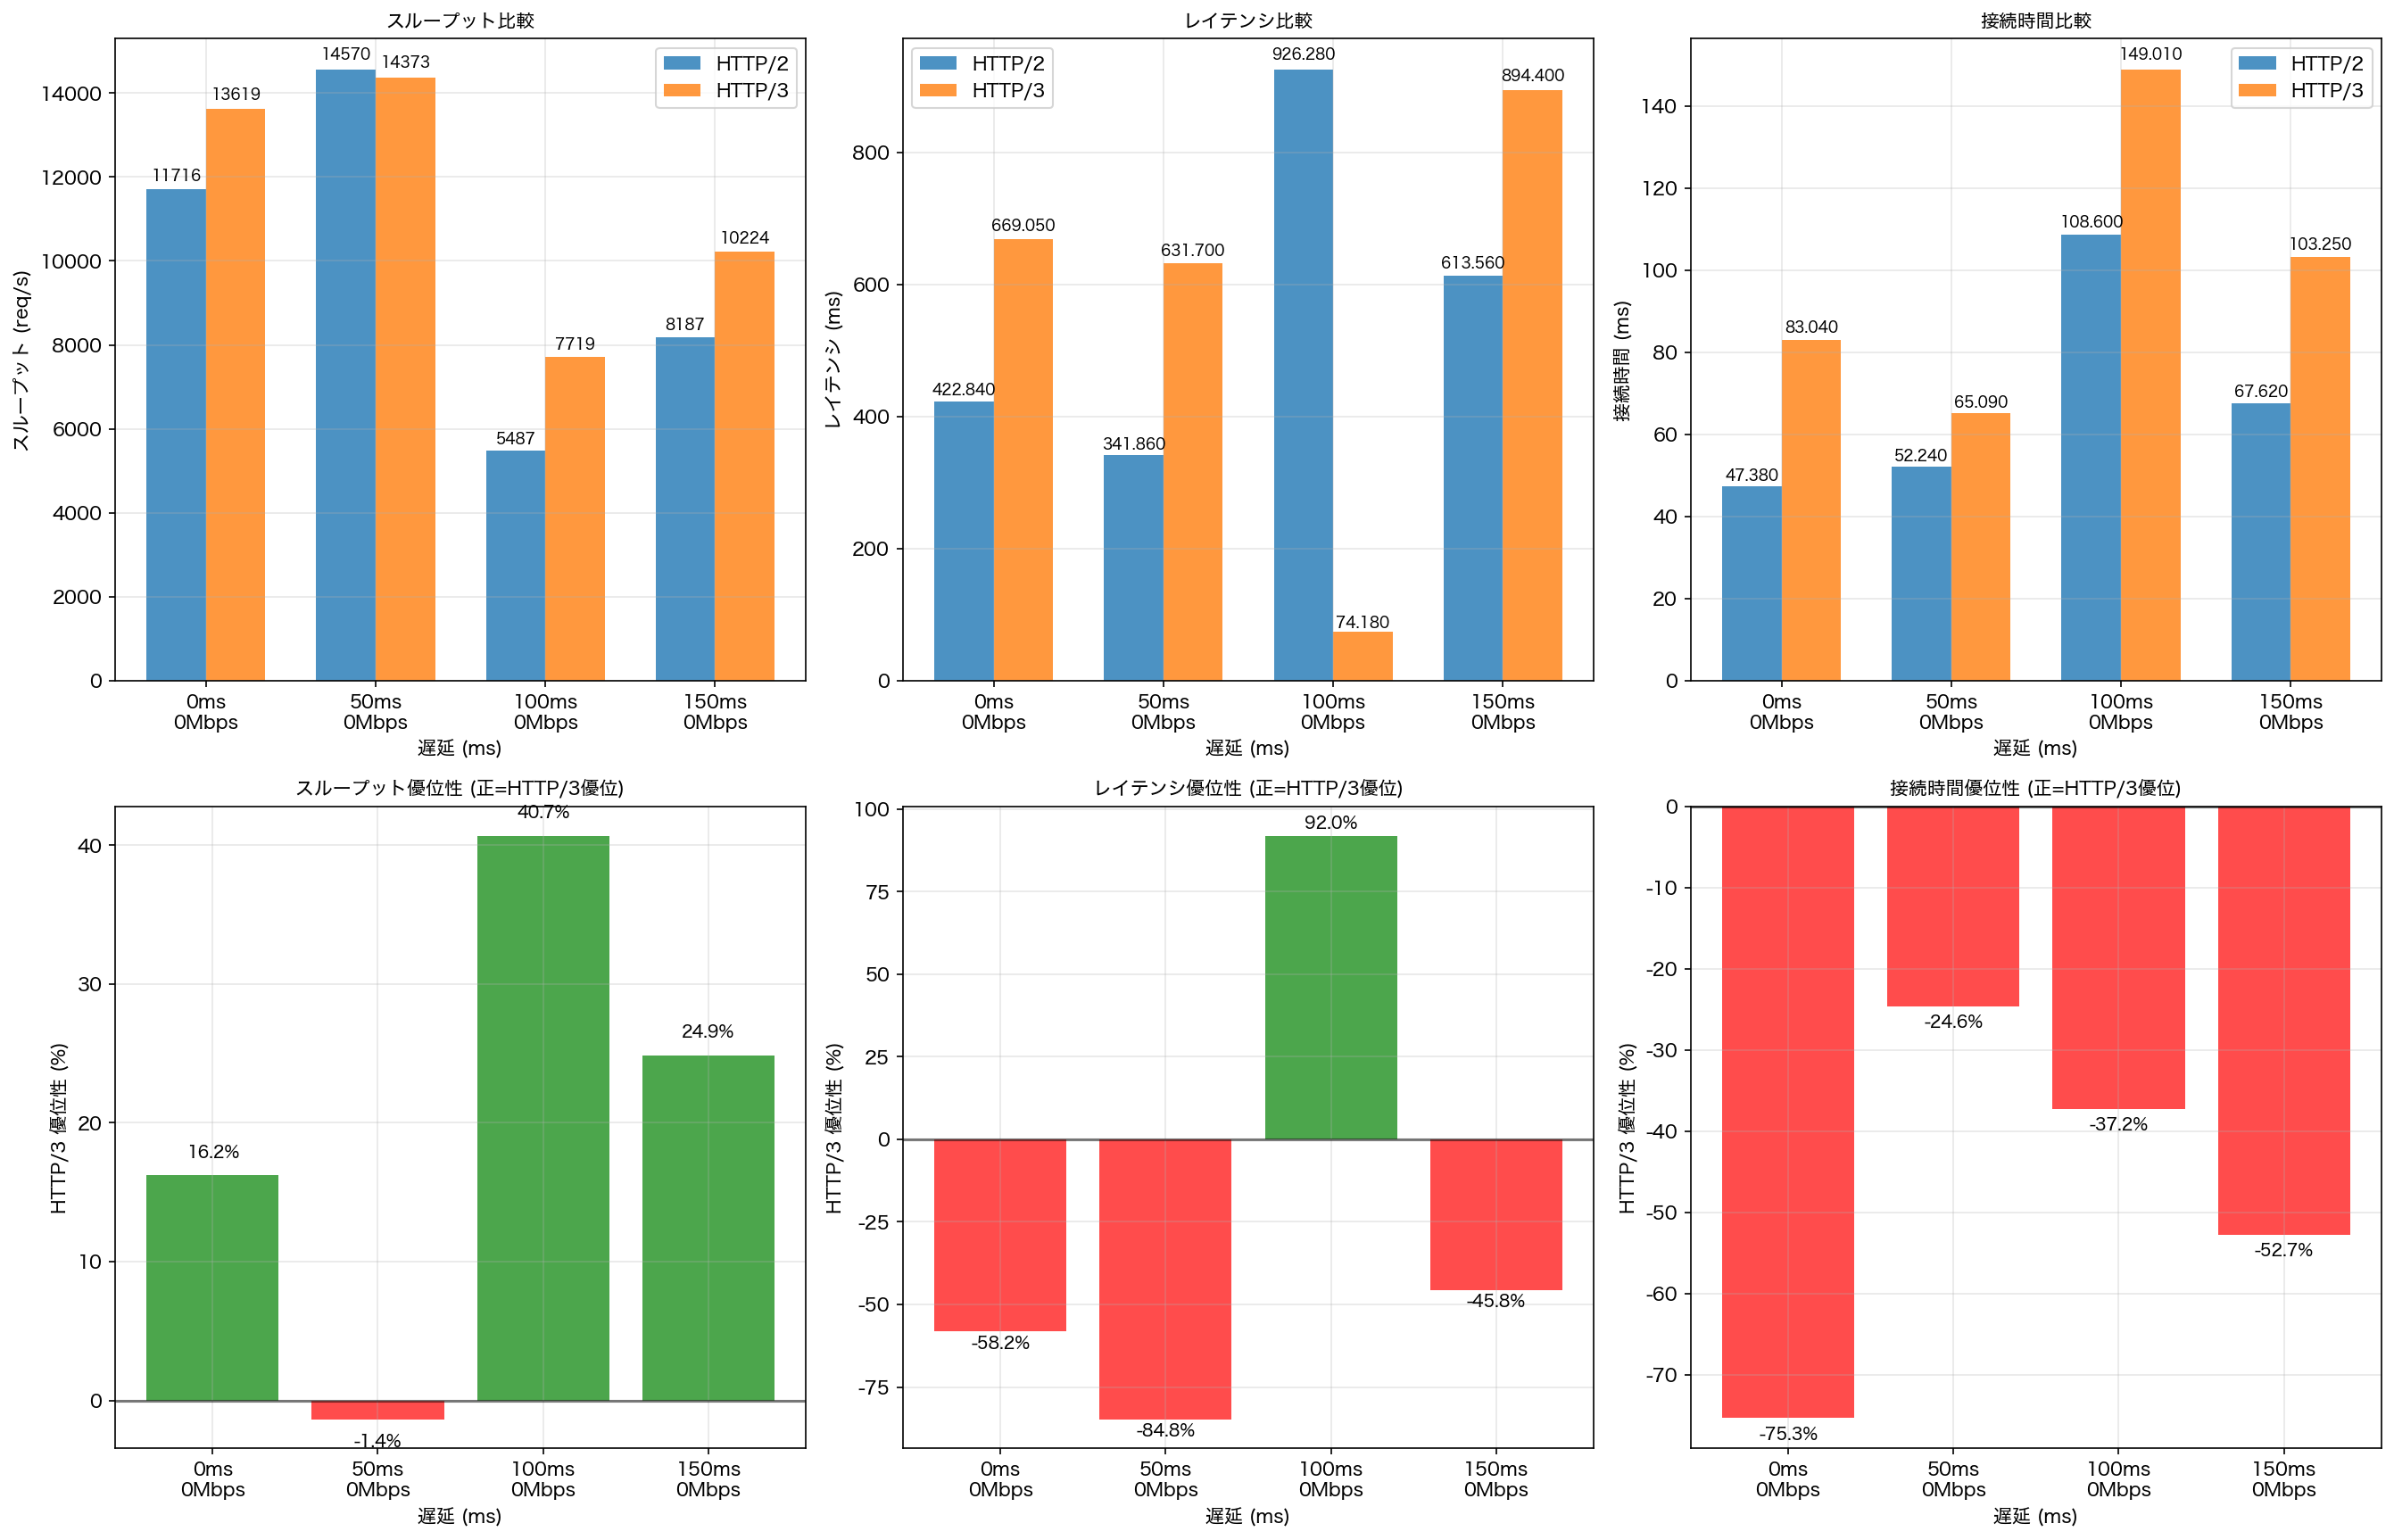 スループット比較
スループット (req/s)
14000
12000
10000
8000
6000
4000
2000
0
11716
13619
14570
14373
5487
7719
8187
10224
HTTP/2
HTTP/3
0ms
0Mbps
50ms
0Mbps
100ms
0Mbps
150ms
0Mbps
遅延 (ms)
レイテンシ比較
レイテンシ (ms)
800
600
400
200
0
HTTP/2
HTTP/3
422.840
669.050
341.860
631.700
926.280
74.180
613.560
894.400
0ms
0Mbps
50ms
0Mbps
100ms
0Mbps
150ms
0Mbps
遅延 (ms)
接続時間比較
接続時間 (ms)
140
120
100
80
60
40
20
0
47.380
83.040
52.240
65.090
108.600
149.010
67.620
103.250
HTTP/2
HTTP/3
0ms
0Mbps
50ms
0Mbps
100ms
0Mbps
150ms
0Mbps
遅延 (ms)
スループット優位性 (正=HTTP/3優位)
HTTP/3 優位性 (%)
40
30
20
10
0
16.2%
-1.4%
40.7%
24.9%
0ms
0Mbps
50ms
0Mbps
100ms
0Mbps
150ms
0Mbps
遅延 (ms)
レイテンシ優位性 (正=HTTP/3優位)
HTTP/3 優位性 (%)
100
75
50
25
0
-25
-50
-75
-58.2%
-84.8%
92.0%
-45.8%
0ms
0Mbps
50ms
0Mbps
100ms
0Mbps
150ms
0Mbps
遅延 (ms)
接続時間優位性 (正=HTTP/3優位)
HTTP/3 優位性 (%)
0
-10
-20
-30
-40
-50
-60
-70
-75.3%
-24.6%
-37.2%
-52.7%
0ms
0Mbps
50ms
0Mbps
100ms
0Mbps
150ms
0Mbps
遅延 (ms)